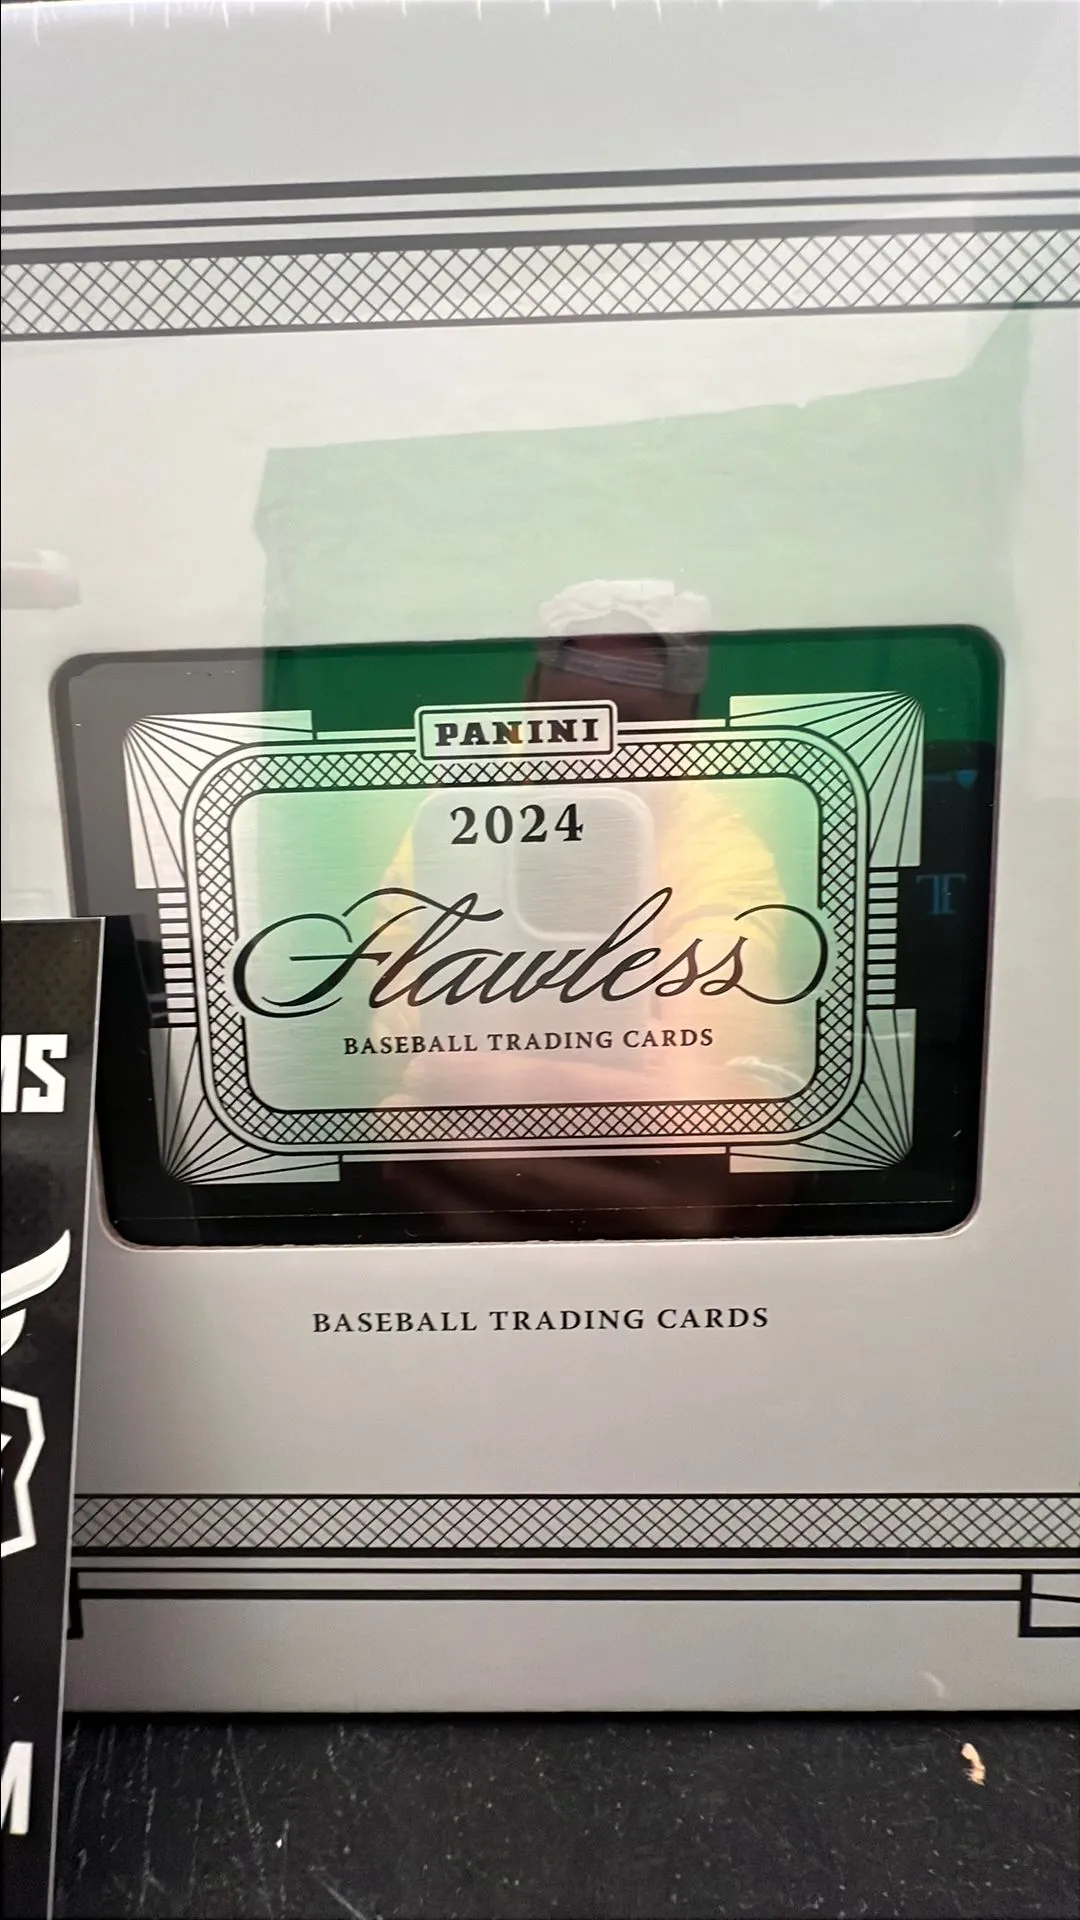 PANINI
2024
Flawless
BASEBALL TRADING CARDS
BASEBALL TRADING CARDS